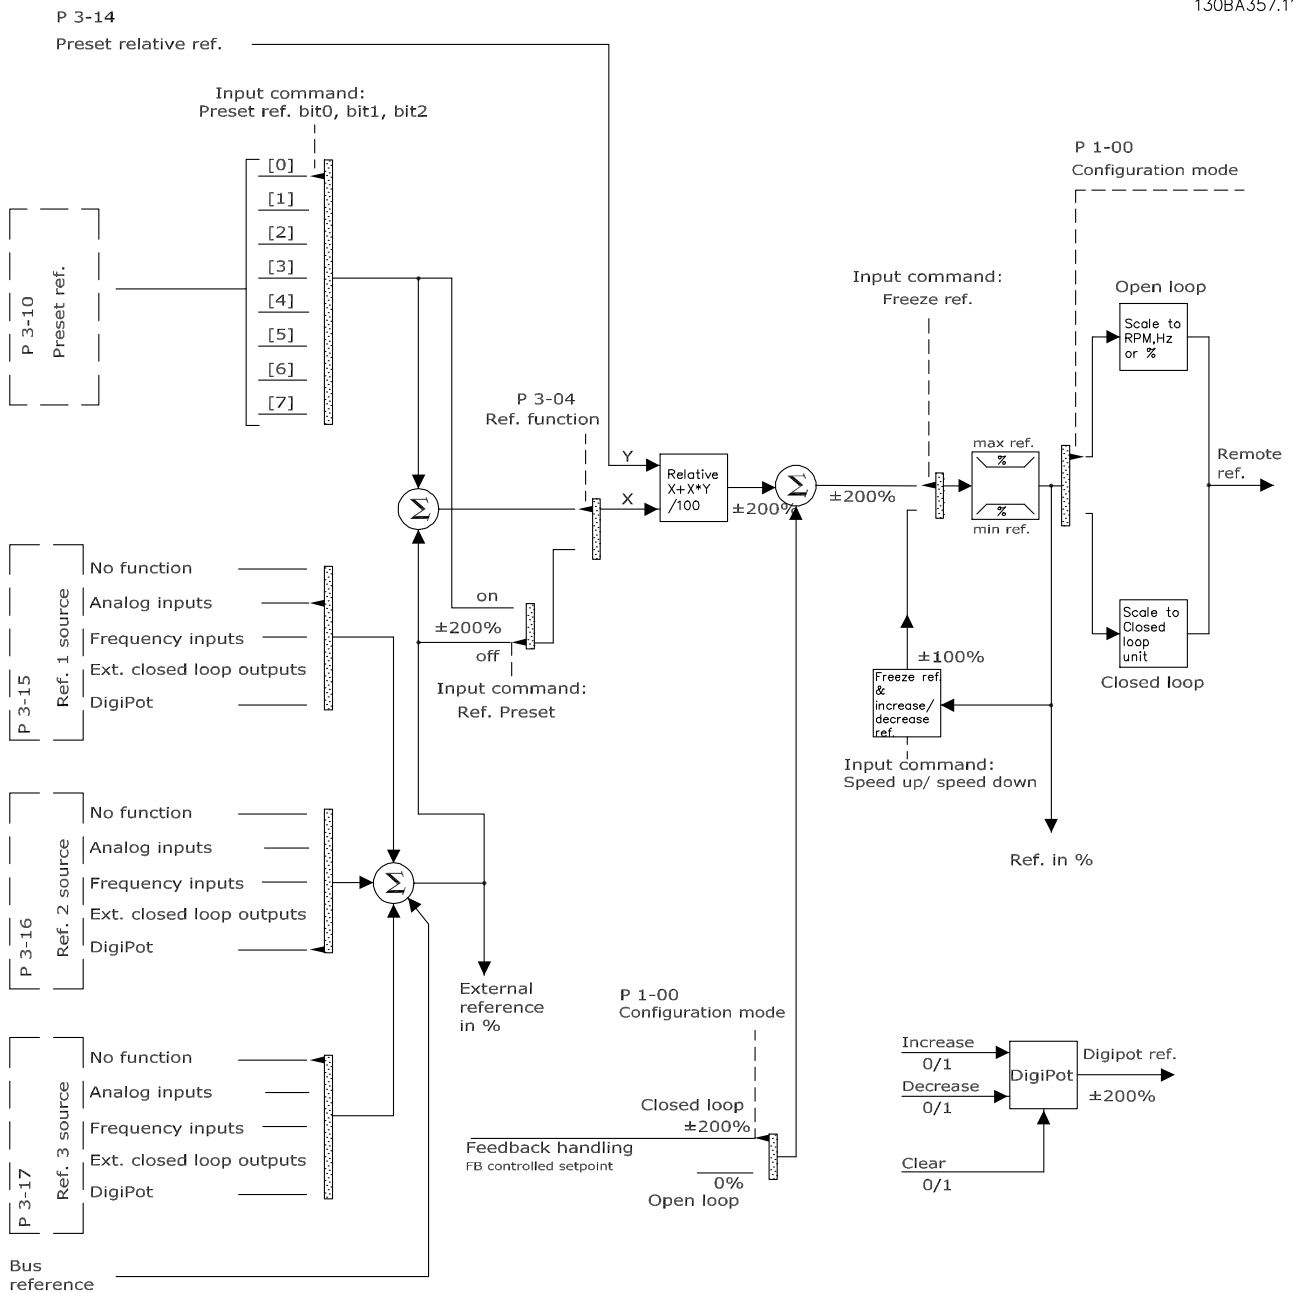 130BA357.11
P 3-14
Preset relative ref.
Input command:
Preset ref. bit0, bit1, bit2
[0]
[1]
[2]
[3]
[4]
[5]
[6]
[7]
P 3-10
Preset ref.
P 1-00
Configuration mode
Input command:
Freeze ref.
Open loop
Scale to
RPM,Hz
or %
P 3-04
Ref. function
Y
X
Relative
X+X*Y
/100
±200%
Σ
±200%
max ref.
%
%
min ref.
Remote
ref.
Σ
on
±200%
off
Input command:
Ref. Preset
P 3-15
Ref. 1 source
No function
Analog inputs
Frequency inputs
Ext. closed loop outputs
DigiPot
±100%
Freeze ref.
&
increase/
decrease
ref.
Input command:
Speed up/ speed down
Scale to
Closed
loop
unit
Closed loop
Ref. in %
P 3-16
Ref. 2 source
No function
Analog inputs
Frequency inputs
Ext. closed loop outputs
DigiPot
Σ
External
reference
in %
P 3-17
Ref. 3 source
No function
Analog inputs
Frequency inputs
Ext. closed loop outputs
DigiPot
Bus
reference
P 1-00
Configuration mode
Closed loop
±200%
Feedback handling
FB controlled setpoint
0%
Open loop
Increase
0/1
Decrease
0/1
Clear
0/1
DigiPot
Digipot ref.
±200%